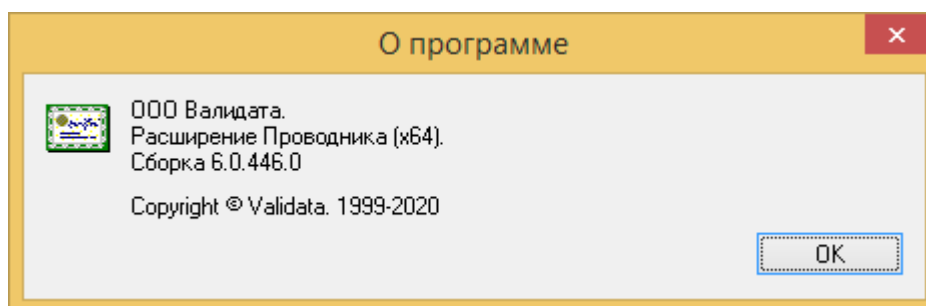 О программе
ООО Валидата.
Расширение Проводника (x64).
Сборка 6.0.446.0
Copyright © Validata. 1999-2020
OK